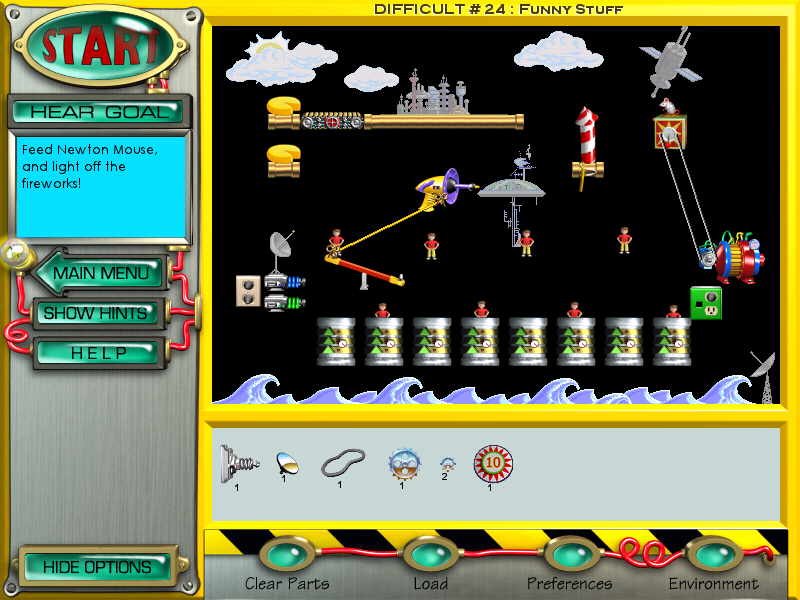 DIFFICULT # 24 : Funny Stuff
START
HEAR GOAL
Feed Newton Mouse,
and light off the
fireworks!
MAIN MENU
SHOW HINTS
HELP
HIDE OPTIONS
10
1 1 1 1 2 1
Clear Parts Load Preferences Environment